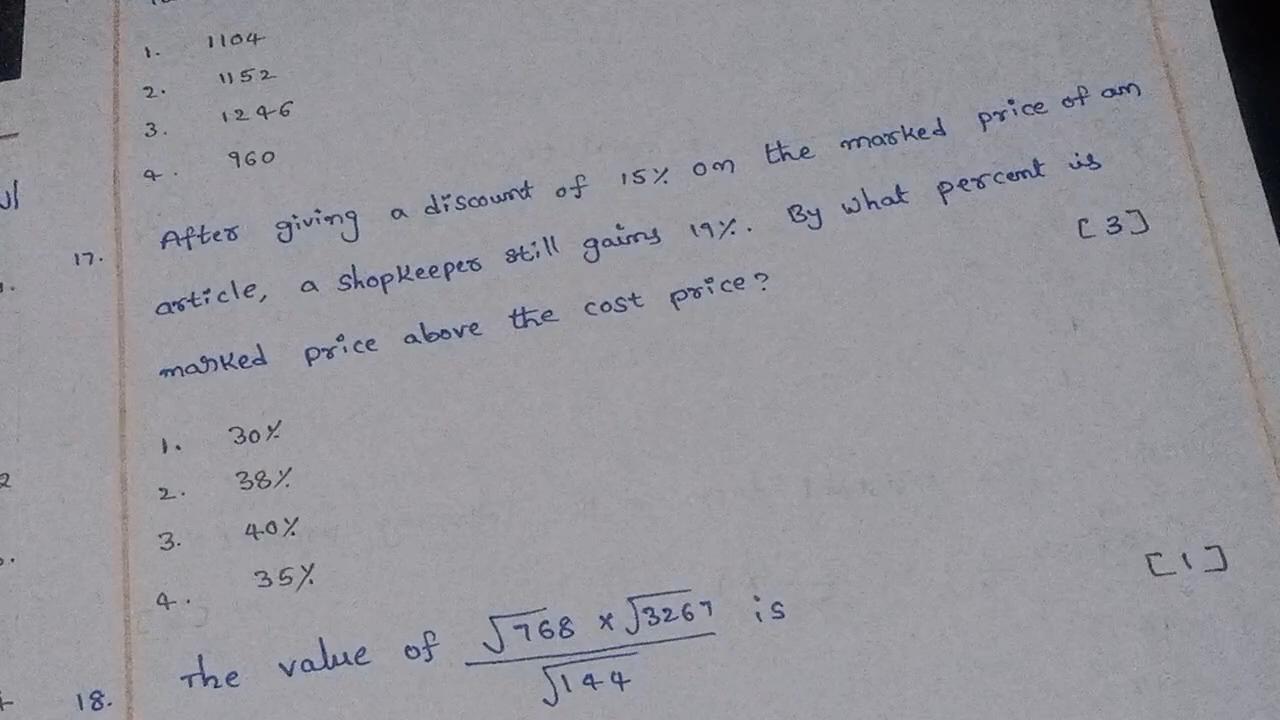 1. 1104
2. 1152
3. 1246
4. 960
17. After giving a discount of 15% on the marked price of an
article, a shopkeeper still gains 19%. By what percent is
marked price above the cost price? [3]
1. 30%
2. 38%
3. 40%
4. 35%
[1]
18. The value of √768 × √3267 / √144 is